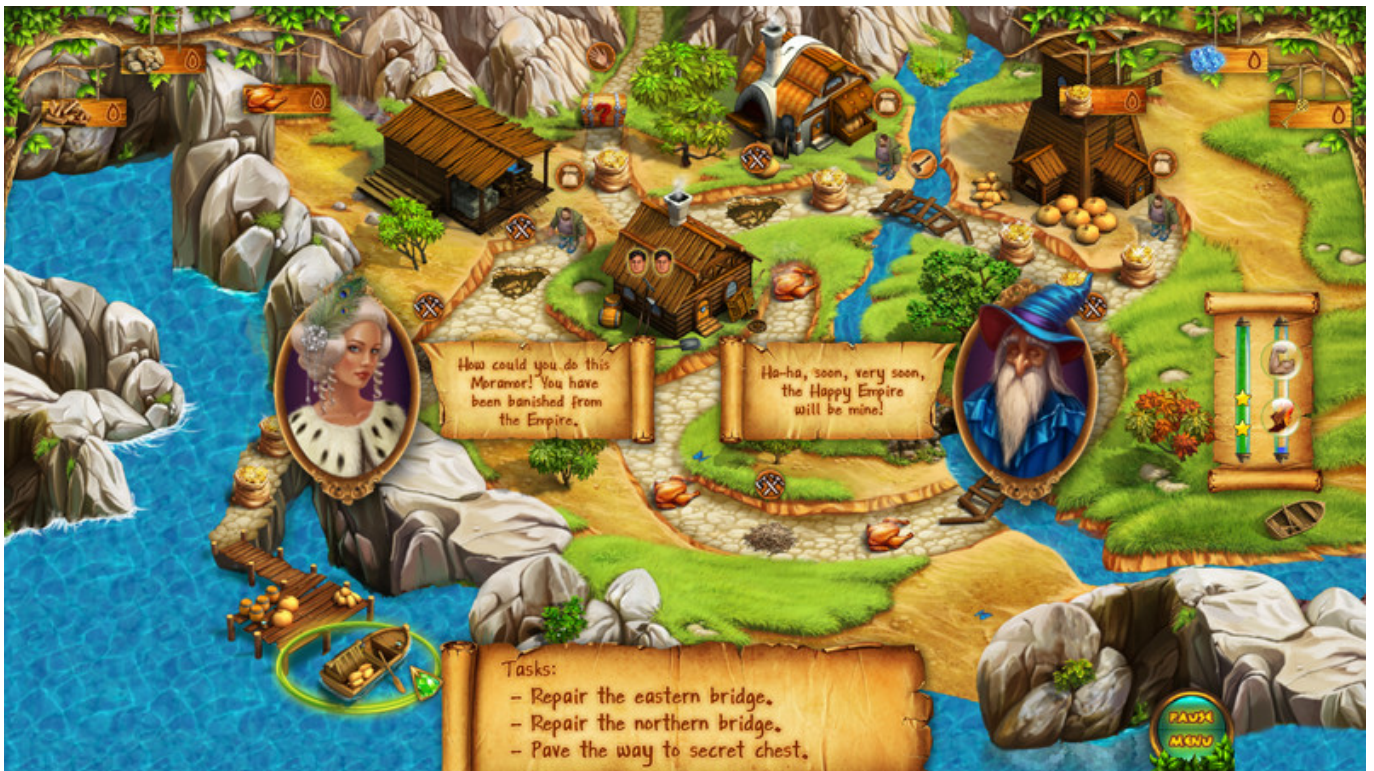 How could you do this
Moramor! You have
been banished from
the Empire.
Ha-ha, soon, very soon,
the Happy Empire
will be mine!
Tasks:
- Repair the eastern bridge.
- Repair the northern bridge.
- Pave the way to secret chest.
PAUSE
MENU